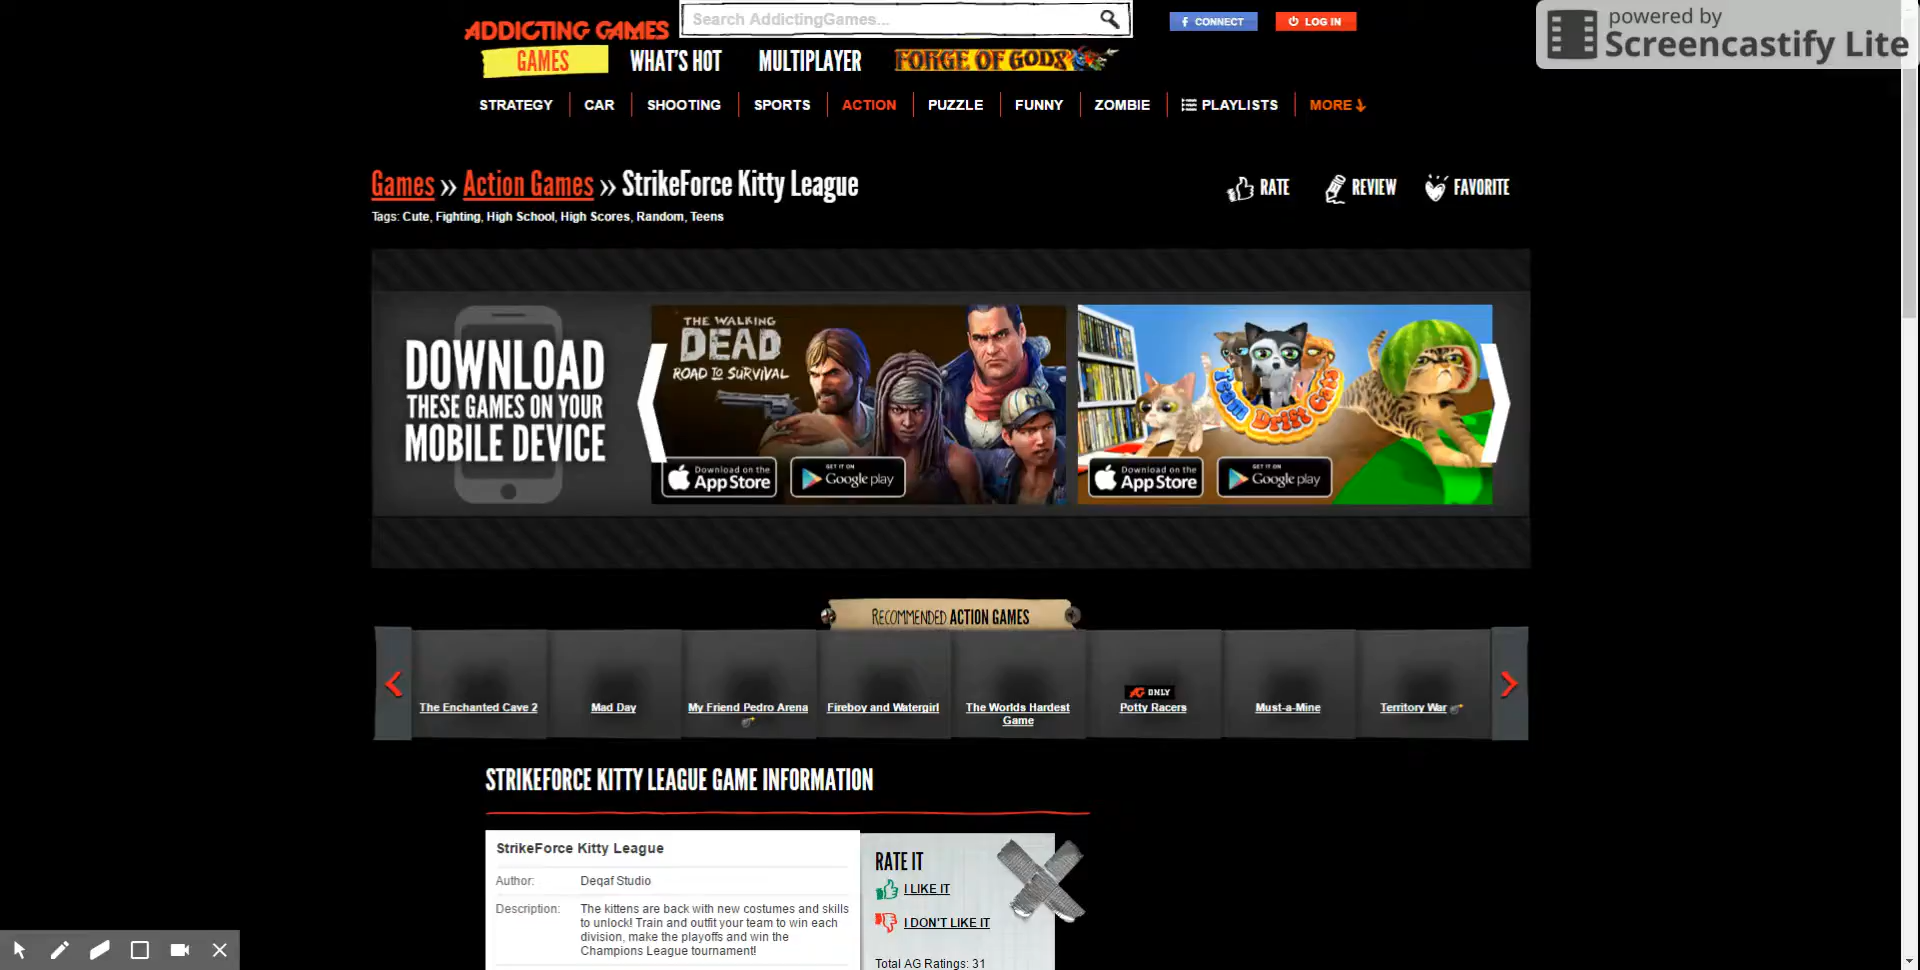 powered by
Screencastify Lite
ADDICTING GAMES
Search AddictingGames...
f CONNECT
LOG IN
GAMES
WHAT'S HOT
MULTIPLAYER
FORGE OF GODS
STRATEGY
CAR
SHOOTING
SPORTS
ACTION
PUZZLE
FUNNY
ZOMBIE
PLAYLISTS
MORE
Games » Action Games » StrikeForce Kitty League
RATE
REVIEW
FAVORITE
Tags: Cute, Fighting, High School, High Scores, Random, Teens
DOWNLOAD
THESE GAMES ON YOUR
MOBILE DEVICE
THE WALKING
DEAD
ROAD TO SURVIVAL
Download on the
App Store
GET IT ON
Google play
Team
Drift Cats
Download on the
App Store
GET IT ON
Google play
RECOMMENDED ACTION GAMES
The Enchanted Cave 2
Mad Day
My Friend Pedro Arena
Fireboy and Watergirl
The Worlds Hardest
Game
AG ONLY
Potty Racers
Must-a-Mine
Territory War
STRIKEFORCE KITTY LEAGUE GAME INFORMATION
StrikeForce Kitty League
Author: Deqaf Studio
Description: The kittens are back with new costumes and skills
to unlock! Train and outfit your team to win each
division, make the playoffs and win the
Champions League tournament!
RATE IT
I LIKE IT
I DON'T LIKE IT
Total AG Ratings: 31